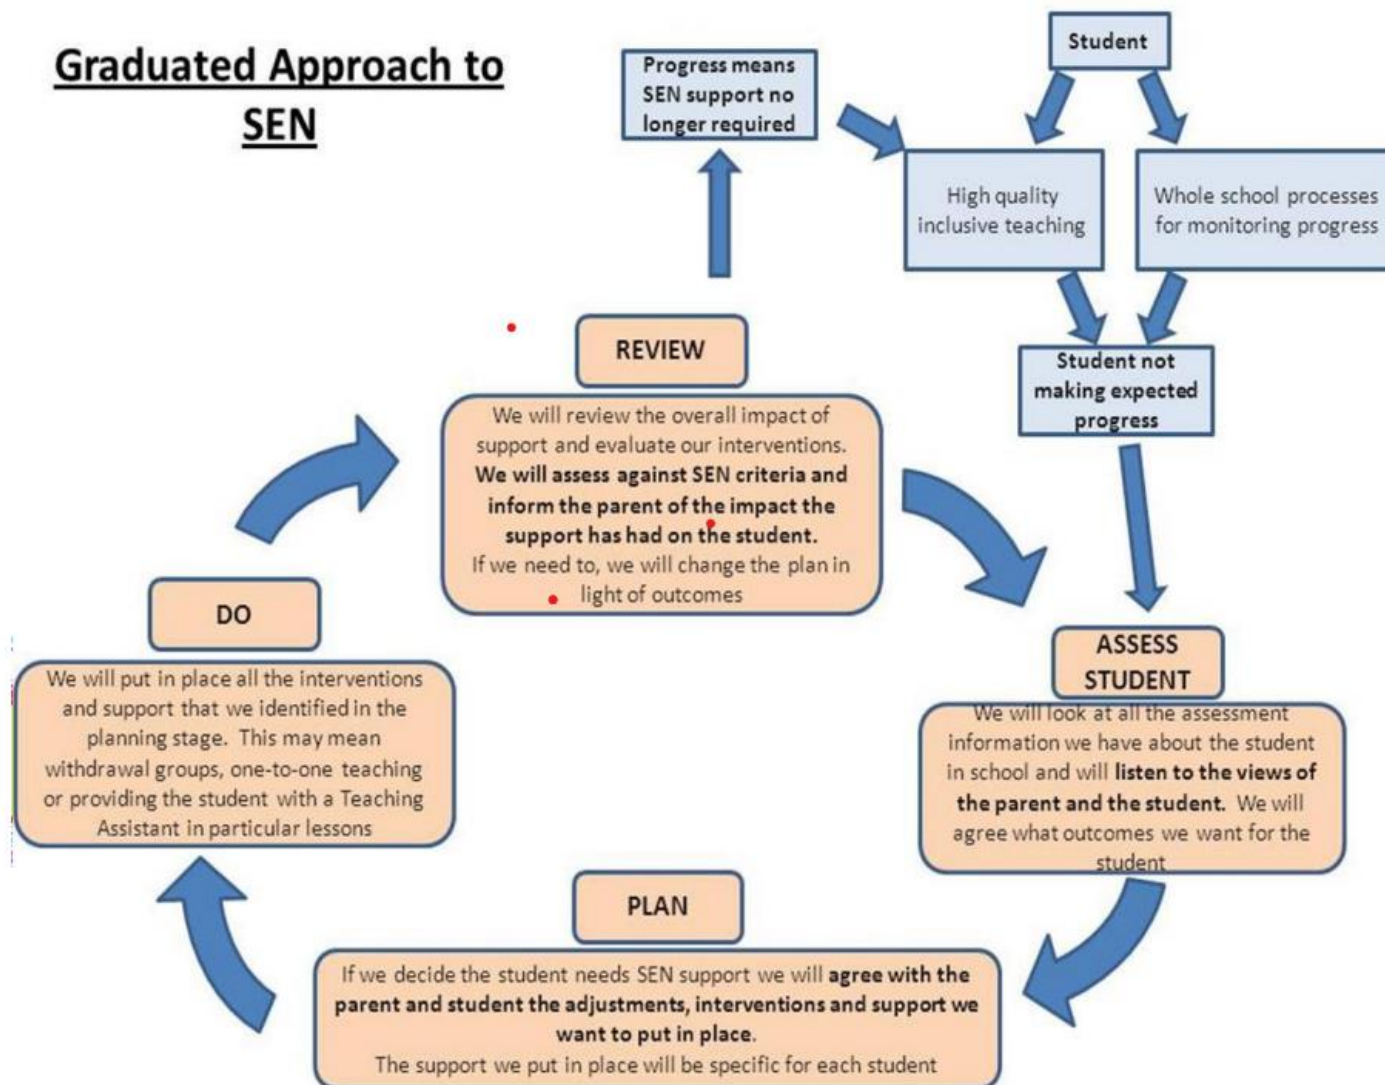 Graduated Approach to
SEN
Progress means
SEN support no
longer required
Student
High quality
inclusive teaching
Whole school processes
for monitoring progress
Student not
making expected
progress
REVIEW
We will review the overall impact of
support and evaluate our interventions.
We will assess against SEN criteria and
inform the parent of the impact the
support has had on the student.
If we need to, we will change the plan in
light of outcomes
DO
We will put in place all the interventions
and support that we identified in the
planning stage. This may mean
withdrawal groups, one-to-one teaching
or providing the student with a Teaching
Assistant in particular lessons
ASSESS
STUDENT
We will look at all the assessment
information we have about the student
in school and will listen to the views of
the parent and the student. We will
agree what outcomes we want for the
student
PLAN
If we decide the student needs SEN support we will agree with the
parent and student the adjustments, interventions and support we
want to put in place.
The support we put in place will be specific for each student